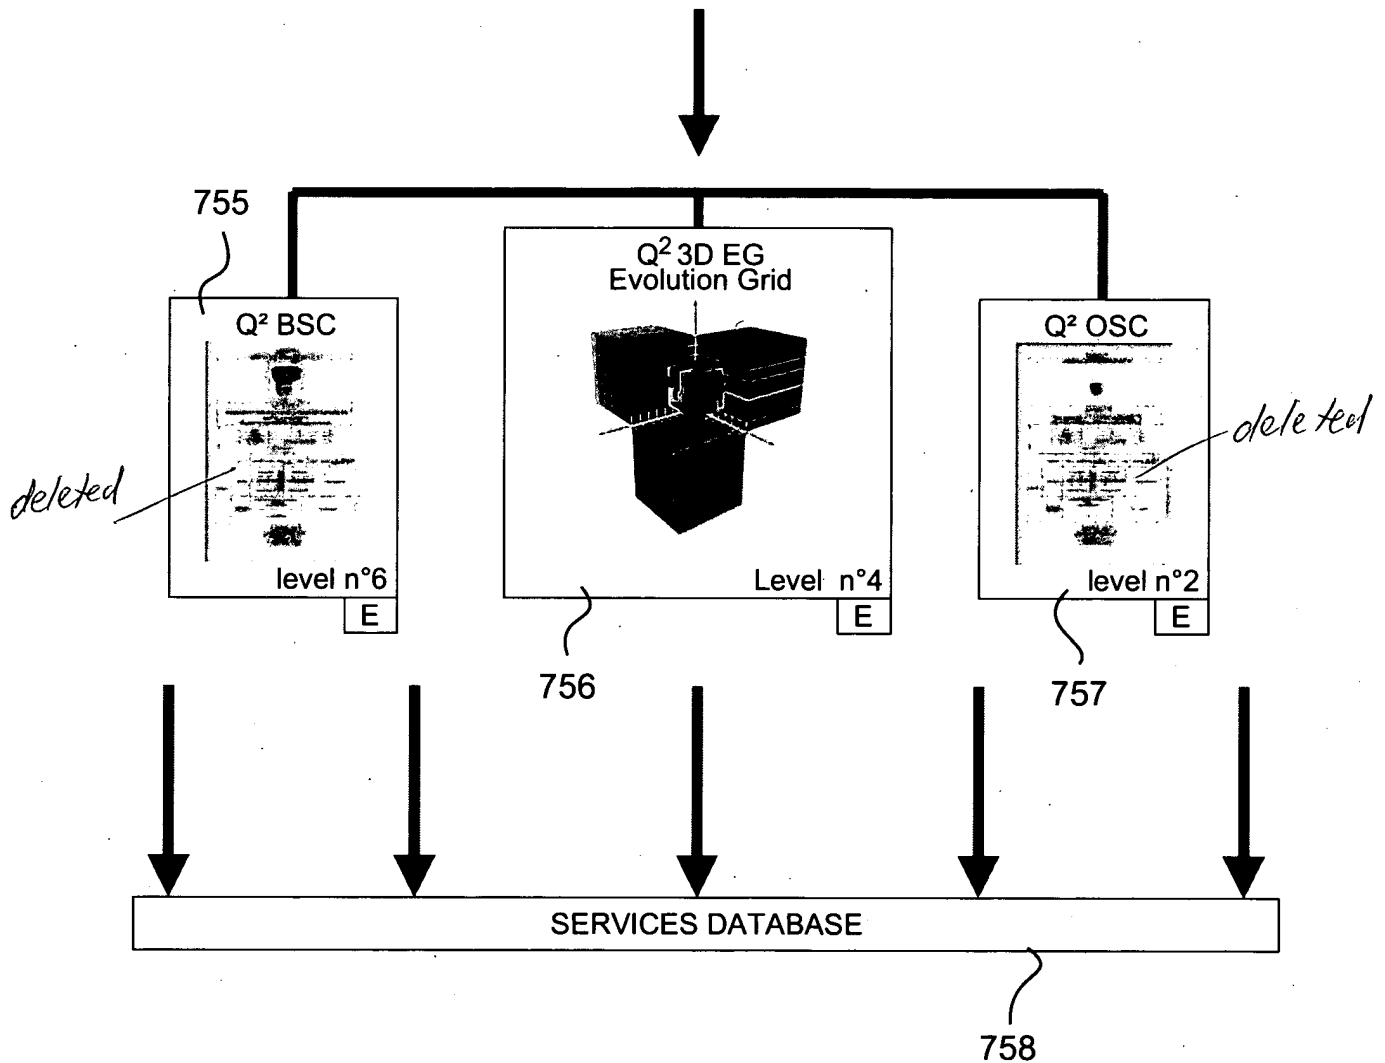 755
Q² 3D EG
Evolution Grid
Q² BSC
Q² OSC
deleted
deleted
level n°6
Level n°4
level n°2
E
E
E
756
757
SERVICES DATABASE
758